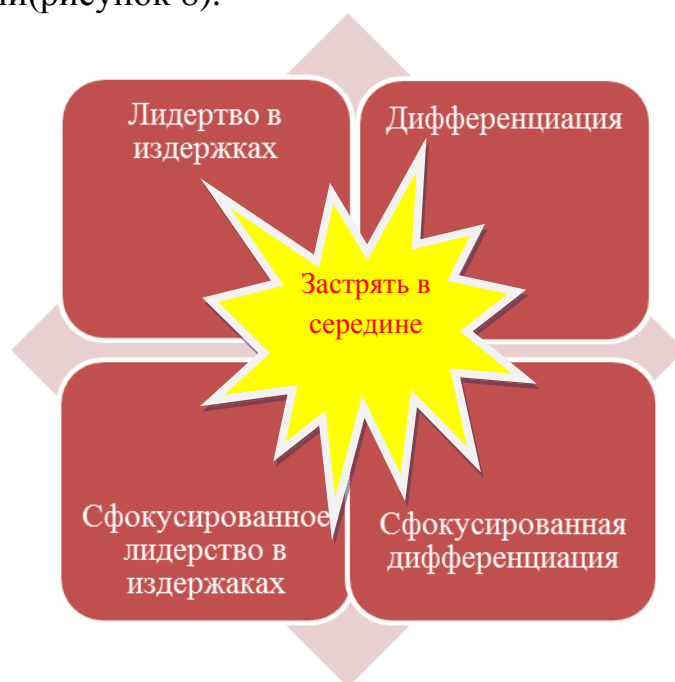 (рисунок 8).
Лидертво в
издержках
Дифференциация
Застрять в
середине
Сфокусированное
лидерство в
издержаках
Сфокусированная
дифференциация